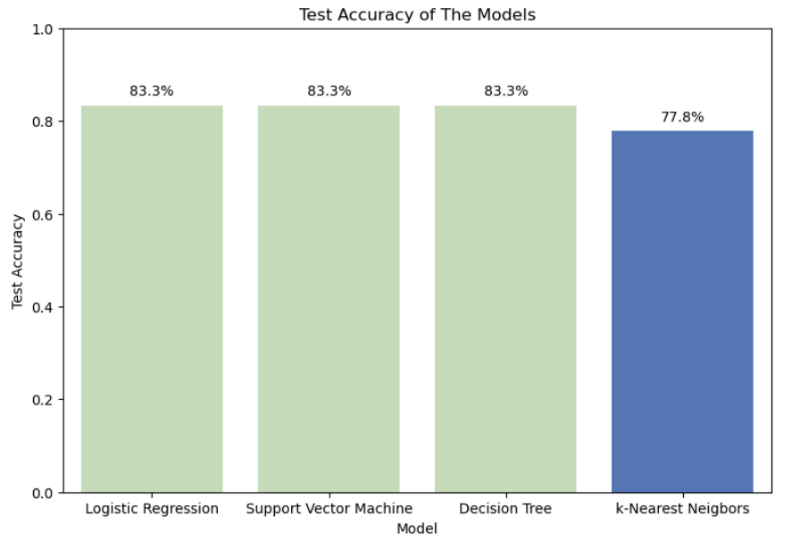 Test Accuracy of The Models
1.0
0.8
0.6
0.4
0.2
0.0
Test Accuracy
83.3%
83.3%
83.3%
77.8%
Logistic Regression
Support Vector Machine
Decision Tree
k-Nearest Neigbors
Model